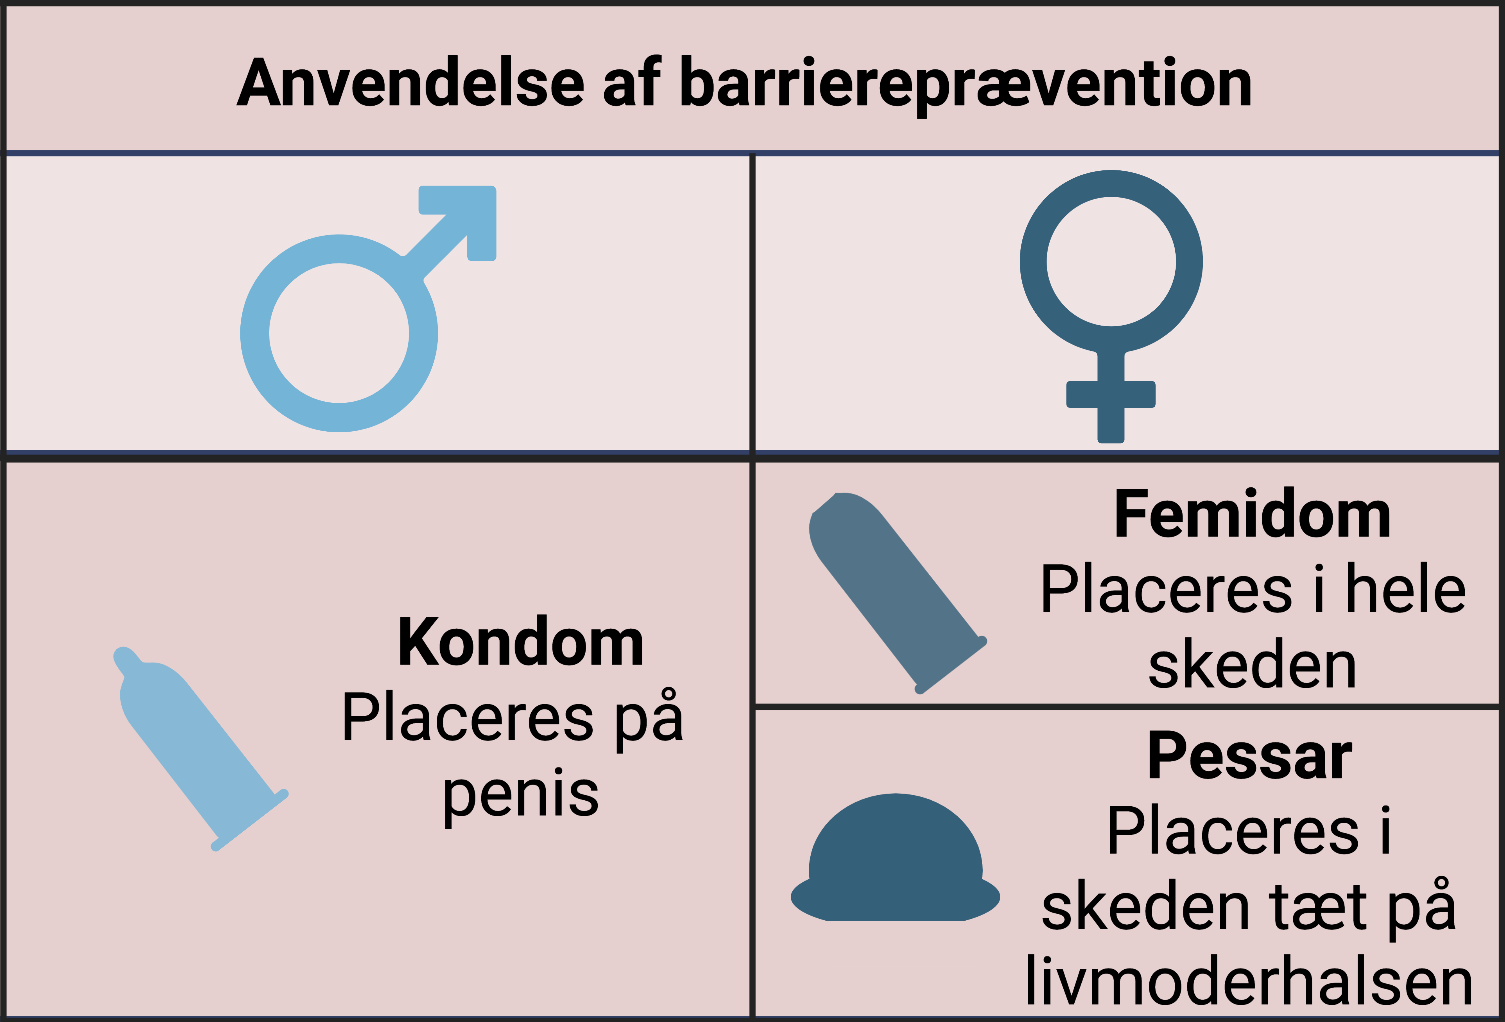 Anvendelse af barriereprævention
Kondom
Placeres på
penis
Femidom
Placeres i hele
skeden
Pessar
Placeres i
skeden tæt på
livmoderhalsen